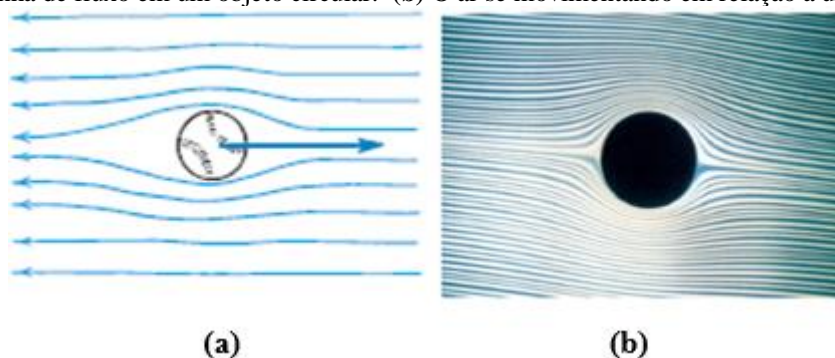 de fluxo em um objeto circular. (b) O ar se movimentando em relação a u
(a) (b)